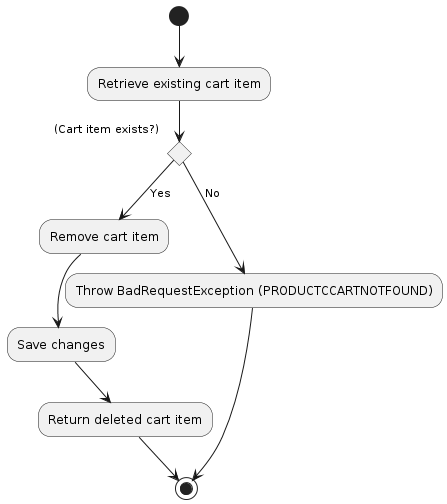 Retrieve existing cart item
(Cart item exists?)
Yes
No
Remove cart item
Throw BadRequestException (PRODUCTCCARTNOTFOUND)
Save changes
Return deleted cart item